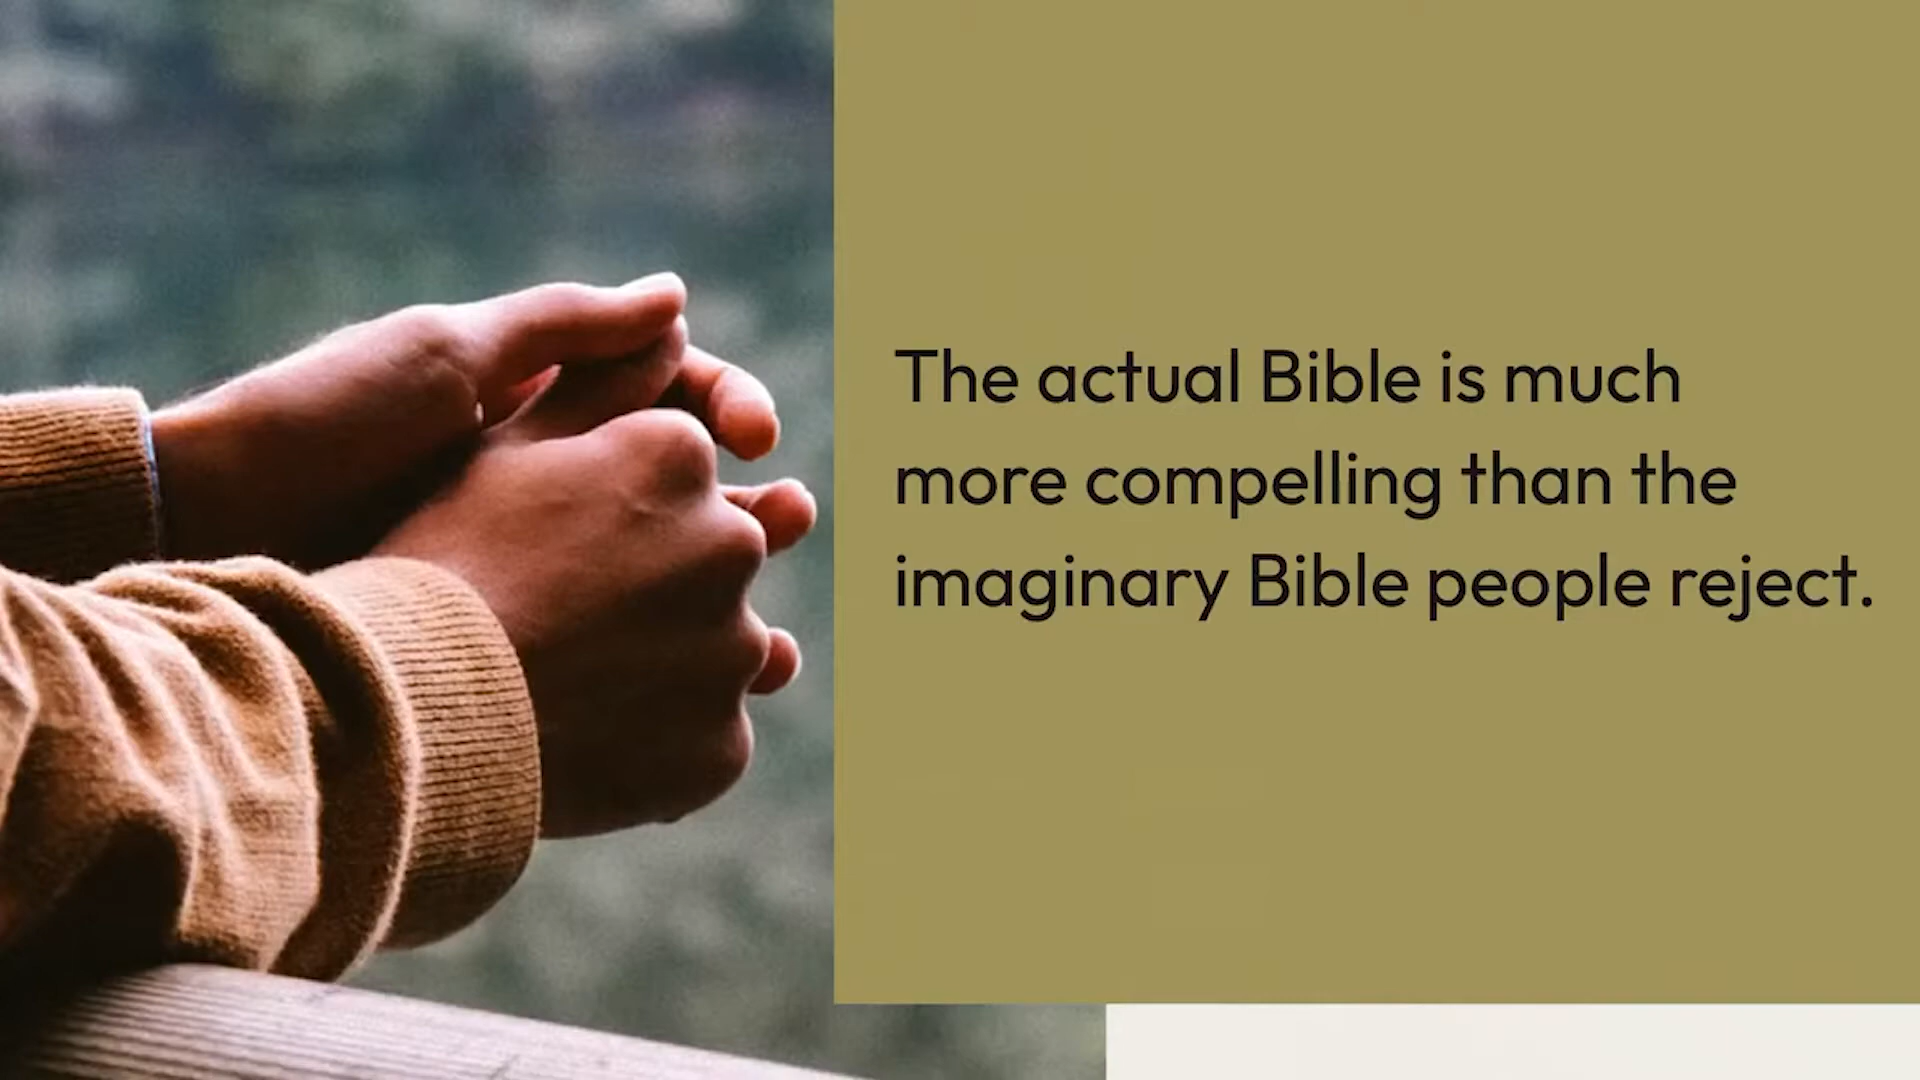 The actual Bible is much
more compelling than the
imaginary Bible people reject.